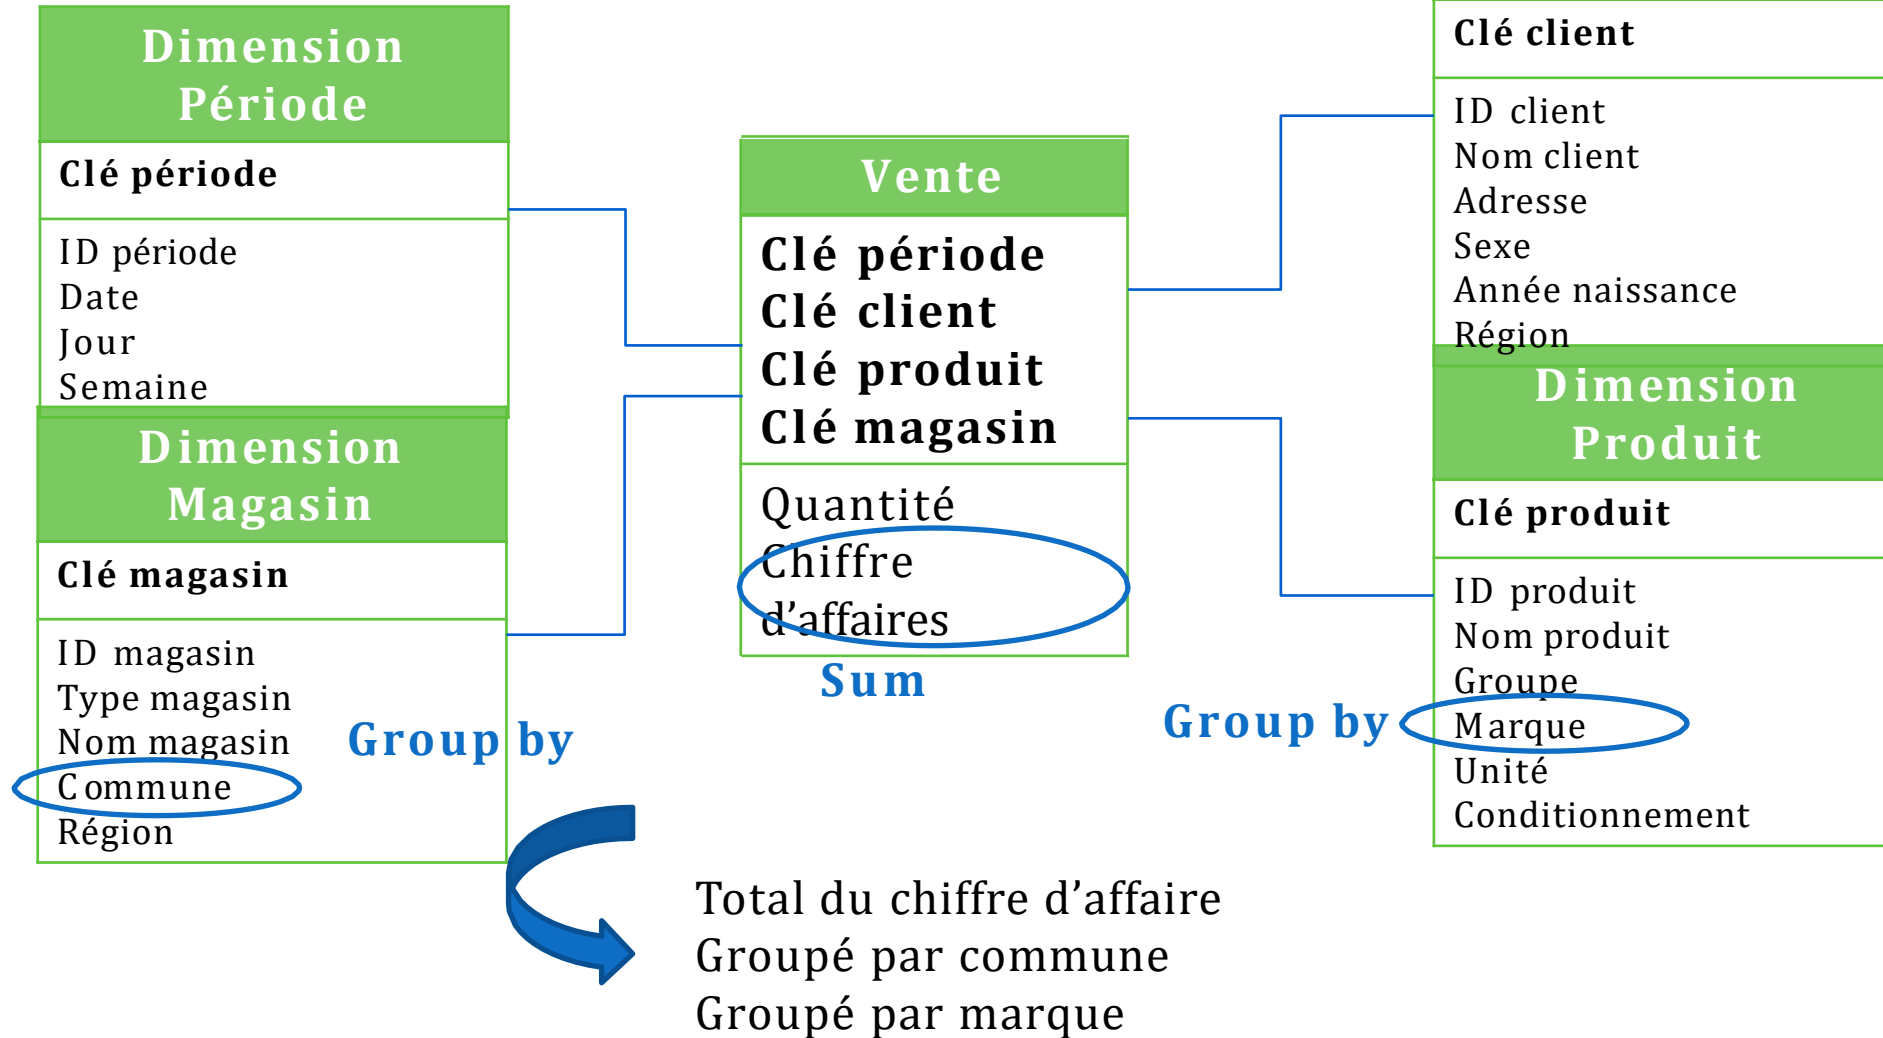 Dimension
Période
Clé période
ID période
Date
Jour
Semaine
Dimension
Magasin
Clé magasin
ID magasin
Type magasin
Nom magasin
Commune
Région
Group by
Vente
Clé période
Clé client
Clé produit
Clé magasin
Quantité
Chiffre
d’affaires
Sum
Clé client
ID client
Nom client
Adresse
Sexe
Année naissance
Région
Dimension
Produit
Clé produit
ID produit
Nom produit
Groupe
Marque
Unité
Conditionnement
Group by
Total du chiffre d’affaire
Groupé par commune
Groupé par marque